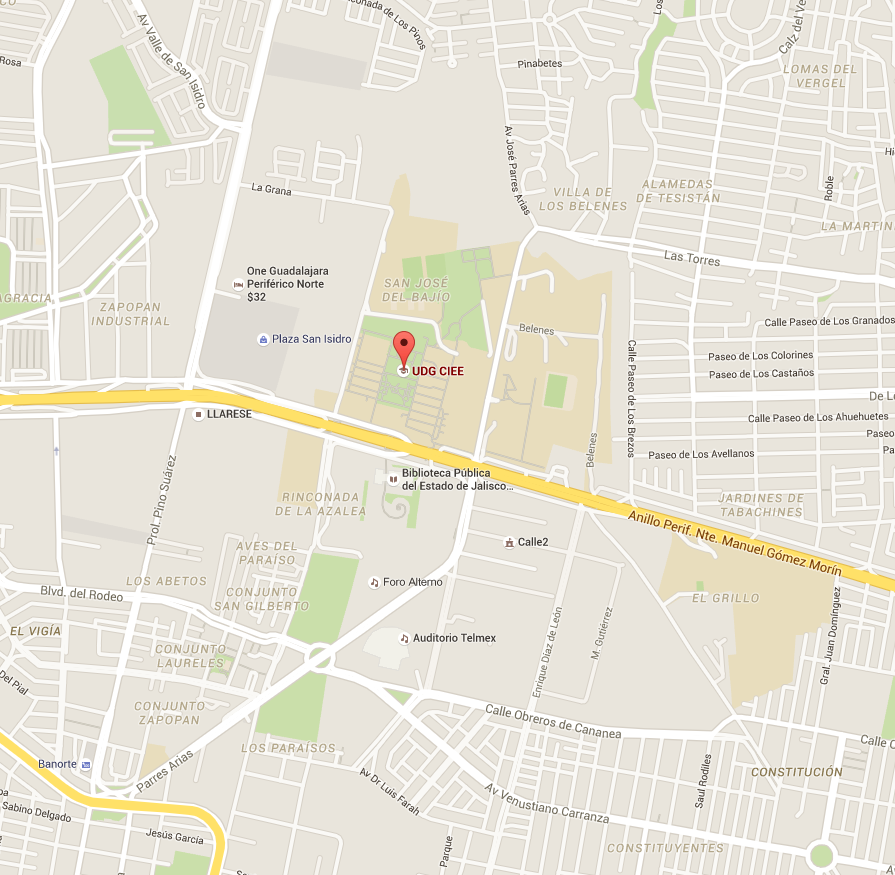 Rinconada de Los Pinos
Av Valle de San Isidro
Rosa
Pinabetes
Calz del Ve
LOMAS DEL
VERGEL
Av José Parres Arias
La Grana
VILLA DE
LOS BELENES
ALAMEDAS
DE TESISTÁN
Roble
LA MARTIN
Las Torres
One Guadalajara
Periférico Norte
$32
SAN JOSÉ
DEL BAJÍO
AGRACIA
ZAPOPAN
INDUSTRIAL
Plaza San Isidro
Belenes
Calle Paseo de Los Granados
Paseo de Los Colorines
Paseo de Los Castaños
Calle Paseo de Los Brezos
UDG CIEE
De Lo
LLARESE
Calle Paseo de Los Ahuehuetes
Paseo
Paseo de Los Avellanos
Po
Belenes
Prol. Pino Suárez
Biblioteca Pública
del Estado de Jalisco...
RINCONADA
DE LA AZALEA
JARDINES DE
TABACHINES
Anillo Perif. Nte. Manuel Gómez Morín
Calle2
AVES DEL
PARAÍSO
LOS ABETOS
CONJUNTO
SAN GILBERTO
Foro Alterno
Blvd. del Rodeo
EL GRILLO
Gral. Juan Domínguez
EL VIGÍA
Auditorio Telmex
Enrique Díaz de León
M. Gutiérrez
CONJUNTO
LAURELES
Del Pial
CONJUNTO
ZAPOPAN
Calle Obreros de Cananea
Calle C
LOS PARAÍSOS
Banorte
Parres Arias
Av Dr Luis Farah
Av Venustiano Carranza
Saul Rodiles
CONSTITUCIÓN
Sabino Delgado
Jesús García
Parque
CONSTITUYENTES